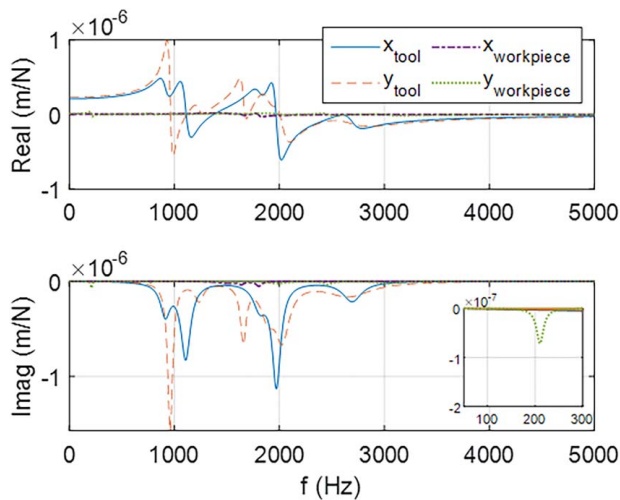 ×10⁻⁶
1
0
-1
Real (m/N)
x_tool
x_workpiece
y_tool
y_workpiece
0 1000 2000 3000 4000 5000
×10⁻⁶
0
-1
Imag (m/N)
×10⁻⁷
0
-1
-2
100 200 300
0 1000 2000 3000 4000 5000
f (Hz)